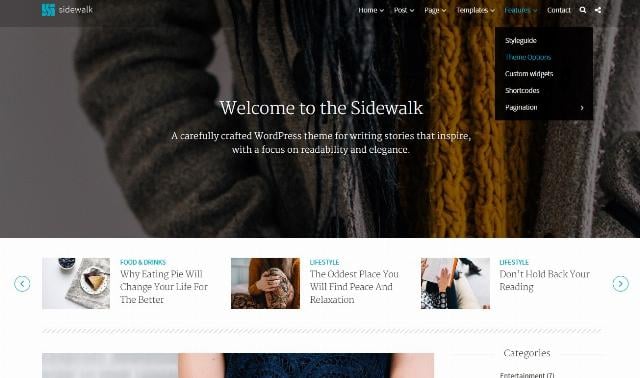 sidewalk
Home Post Page Templates Features Contact
Styleguide
Theme Options
Custom widgets
Shortcodes
Pagination
Welcome to the Sidewalk
A carefully crafted WordPress theme for writing stories that inspire,
with a focus on readability and elegance.
FOOD & DRINKS
Why Eating Pie Will
Change Your Life For
The Better
LIFESTYLE
The Oddest Place You
Will Find Peace And
Relaxation
LIFESTYLE
Don't Hold Back Your
Reading
Categories
Entertainment (7)